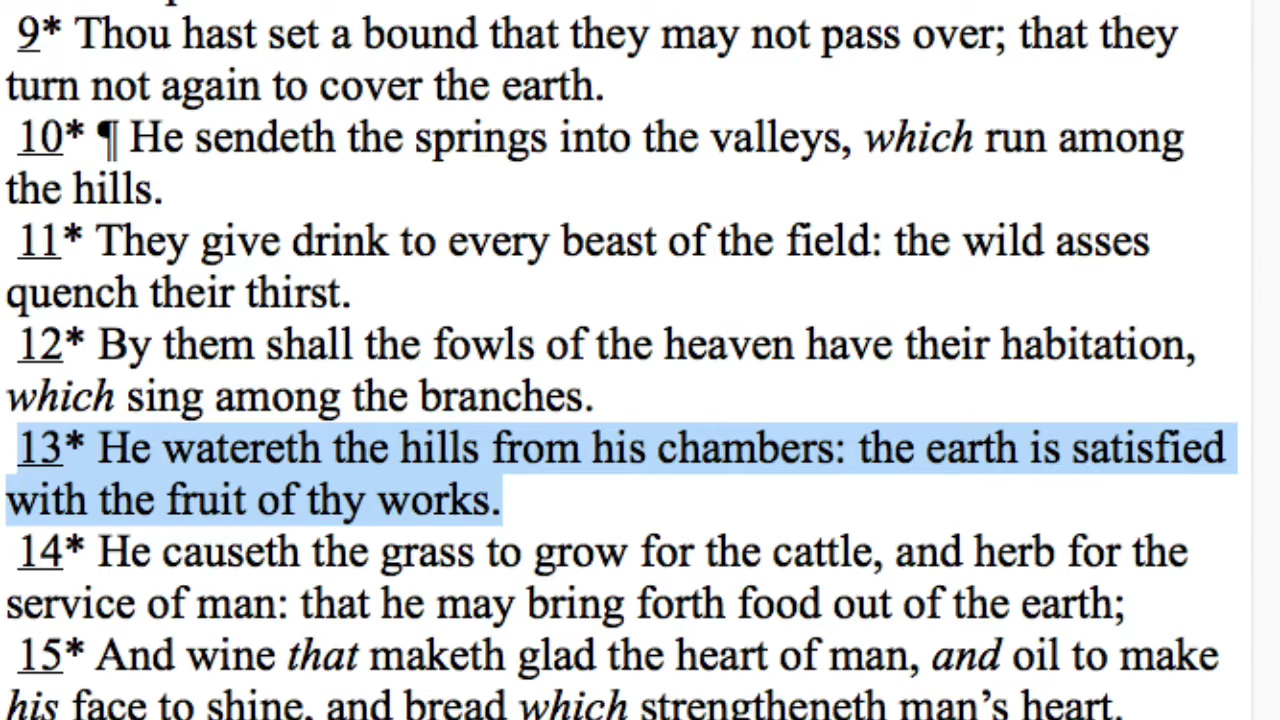 9* Thou hast set a bound that they may not pass over; that they
turn not again to cover the earth.
10* ¶ He sendeth the springs into the valleys, which run among
the hills.
11* They give drink to every beast of the field: the wild asses
quench their thirst.
12* By them shall the fowls of the heaven have their habitation,
which sing among the branches.
13* He watereth the hills from his chambers: the earth is satisfied
with the fruit of thy works.
14* He causeth the grass to grow for the cattle, and herb for the
service of man: that he may bring forth food out of the earth;
15* And wine that maketh glad the heart of man, and oil to make
his face to shine, and bread which strengtheneth man’s heart.